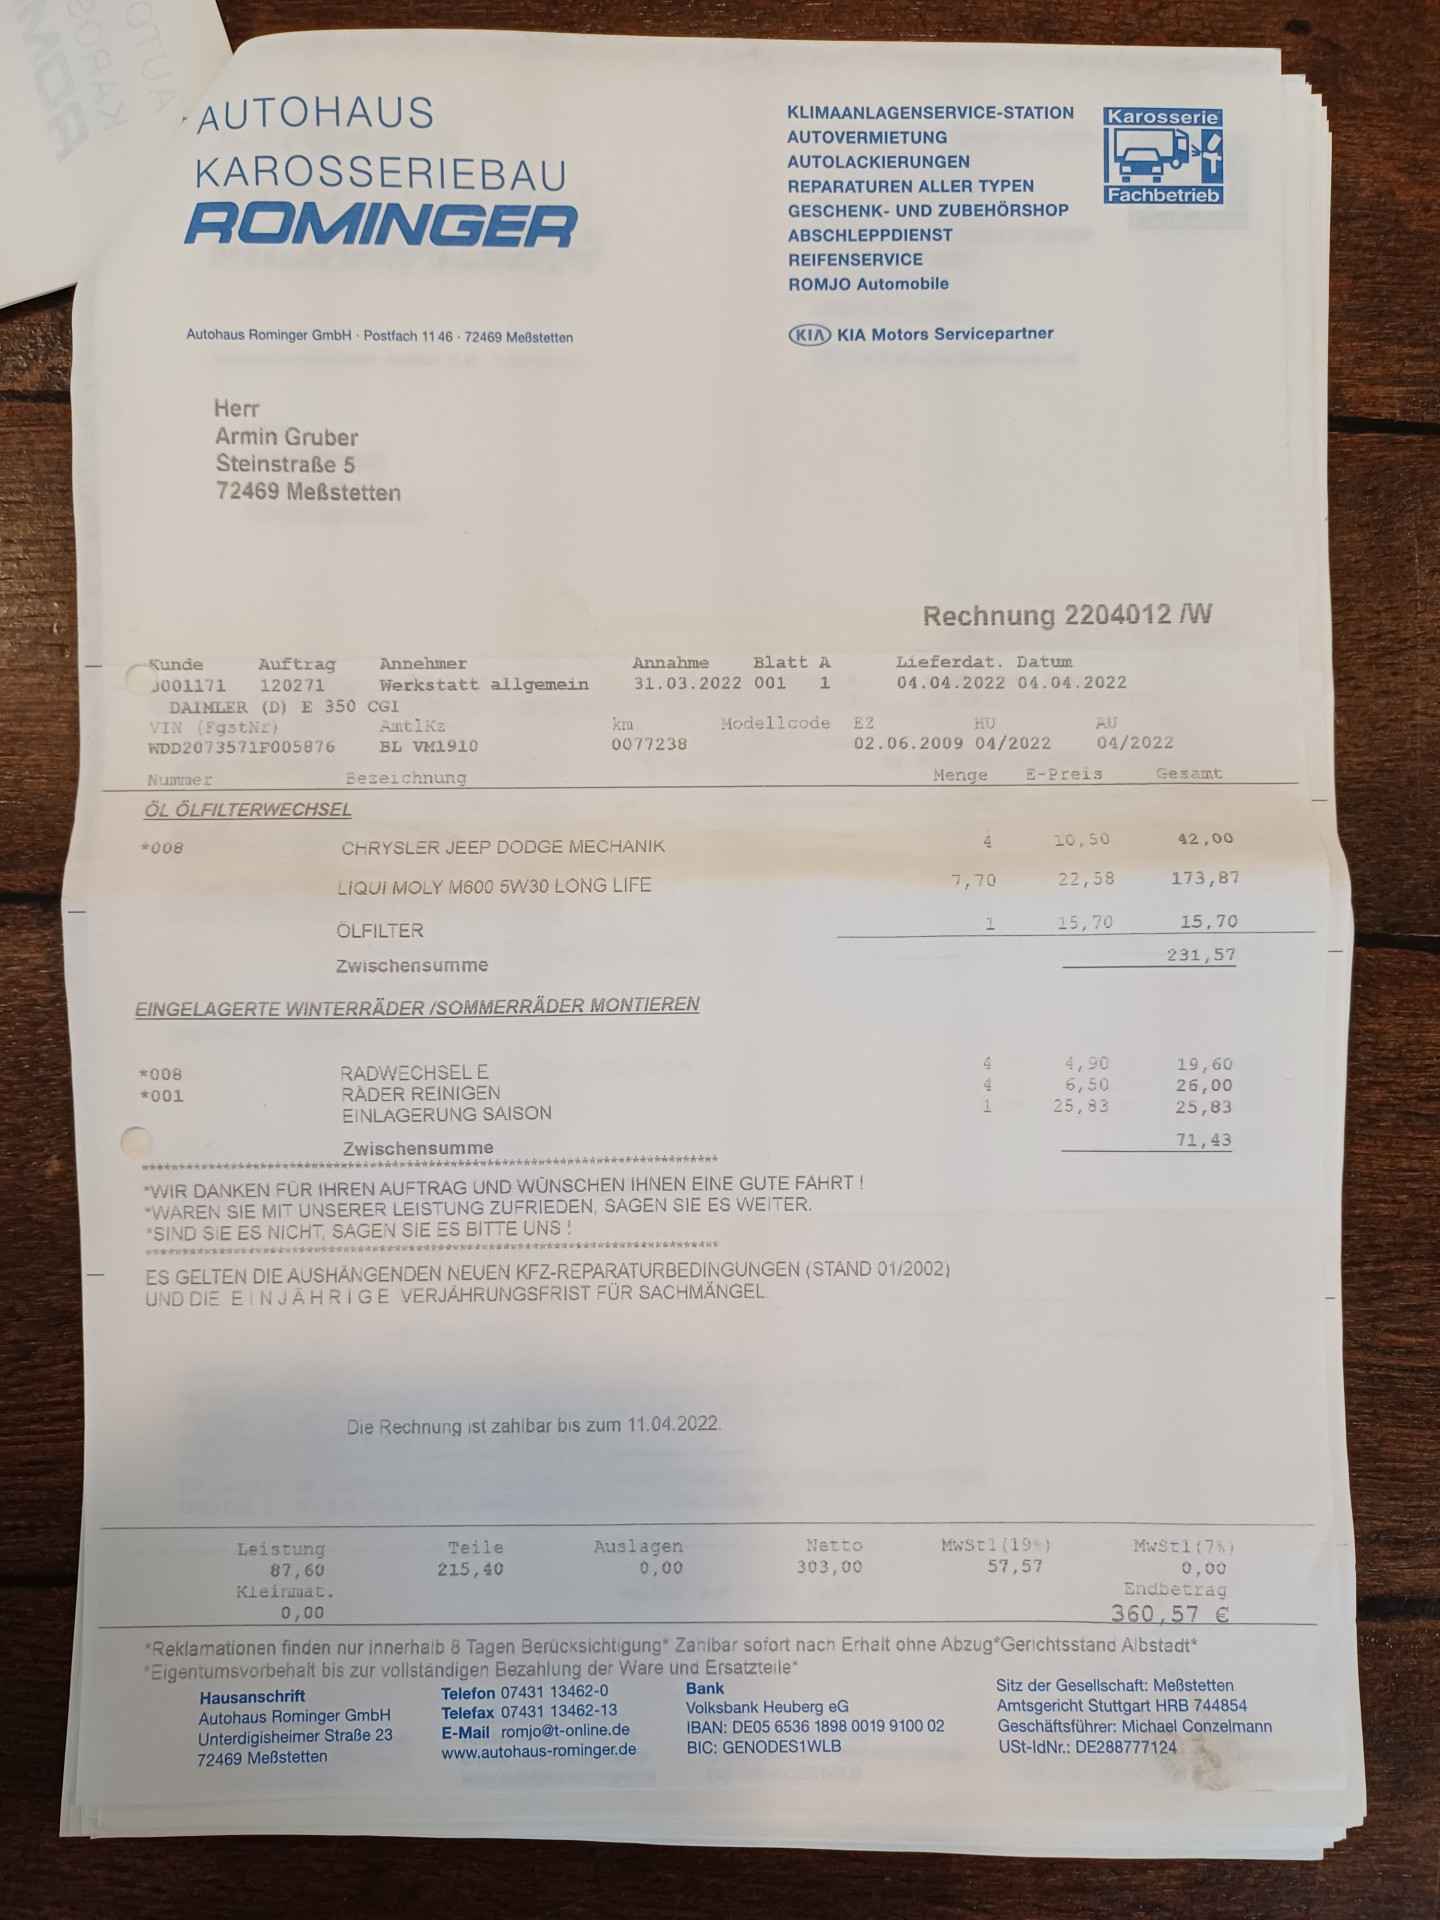 AUTOHAUS
KAROSSERIEBAU
ROMINGER
KLIMAANLAGENSERVICE-STATION
AUTOVERMIETUNG
AUTOLACKIERUNGEN
REPARATUREN ALLER TYPEN
GESCHENK- UND ZUBEHÖRSHOP
ABSCHLEPPDIENST
REIFENSERVICE
ROMJO Automobile
Karosserie
Fachbetrieb
KIA KIA Motors Servicepartner
Autohaus Rominger GmbH · Postfach 11 46 · 72469 Meßstetten
Herr
Armin Gruber
Steinstraße 5
72469 Meßstetten
Rechnung 2204012 /W
Kunde Auftrag Annehmer Annahme Blatt A Lieferdat. Datum
0001171 120271 Werkstatt allgemein 31.03.2022 001 1 04.04.2022 04.04.2022
DAIMLER (D) E 350 CGI
VIN (FgstNr) AmtlKz km Modellcode EZ HU AU
WDD2073571F005876 BL VM1910 0077238 02.06.2009 04/2022 04/2022
Nummer Bezeichnung Menge E-Preis Gesamt
ÖL ÖLFILTERWECHSEL
*008 CHRYSLER JEEP DODGE MECHANIK 4 10,50 42,00
LIQUI MOLY M600 5W30 LONG LIFE 7,70 22,58 173,87
ÖLFILTER 1 15,70 15,70
Zwischensumme 231,57
EINGELAGERTE WINTERRÄDER /SOMMERRÄDER MONTIEREN
*008 RADWECHSEL E 4 4,90 19,60
*001 RÄDER REINIGEN 4 6,50 26,00
EINLAGERUNG SAISON 1 25,83 25,83
Zwischensumme 71,43
*WIR DANKEN FÜR IHREN AUFTRAG UND WÜNSCHEN IHNEN EINE GUTE FAHRT !
*WAREN SIE MIT UNSERER LEISTUNG ZUFRIEDEN, SAGEN SIE ES WEITER.
*SIND SIE ES NICHT, SAGEN SIE ES BITTE UNS !
ES GELTEN DIE AUSHÄNGENDEN NEUEN KFZ-REPARATURBEDINGUNGEN (STAND 01/2002)
UND DIE E I N J Ä H R I G E VERJÄHRUNGSFRIST FÜR SACHMÄNGEL
Die Rechnung ist zahlbar bis zum 11.04.2022.
Leistung Teile Auslagen Netto MwSt1(19%) MwSt1(7%)
87,60 215,40 0,00 303,00 57,57 0,00
Kleinmat. Endbetrag
0,00 360,57 €
*Reklamationen finden nur innerhalb 8 Tagen Berücksichtigung* Zahlbar sofort nach Erhalt ohne Abzug*Gerichtsstand Albstadt*
*Eigentumsvorbehalt bis zur vollständigen Bezahlung der Ware und Ersatzteile*
Hausanschrift
Autohaus Rominger GmbH
Unterdigisheimer Straße 23
72469 Meßstetten
Telefon 07431 13462-0
Telefax 07431 13462-13
E-Mail romjo@t-online.de
www.autohaus-rominger.de
Bank
Volksbank Heuberg eG
IBAN: DE05 6536 1898 0019 9100 02
BIC: GENODES1WLB
Sitz der Gesellschaft: Meßstetten
Amtsgericht Stuttgart HRB 744854
Geschäftsführer: Michael Conzelmann
USt-IdNr.: DE288777124